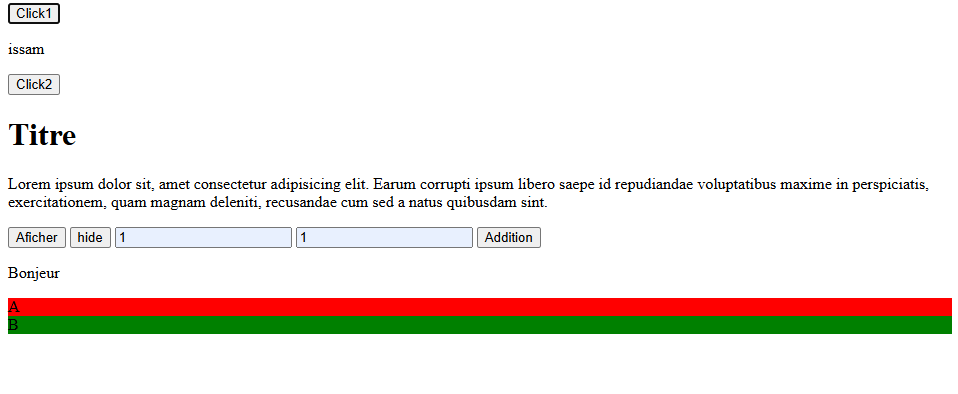 Click1
issam
Click2
Titre
Lorem ipsum dolor sit, amet consectetur adipisicing elit. Earum corrupti ipsum libero saepe id repudiandae voluptatibus maxime in perspiciatis,
exercitationem, quam magnam deleniti, recusandae cum sed a natus quibusdam sint.
Aficher hide 1 1 Addition
Bonjeur
A
B